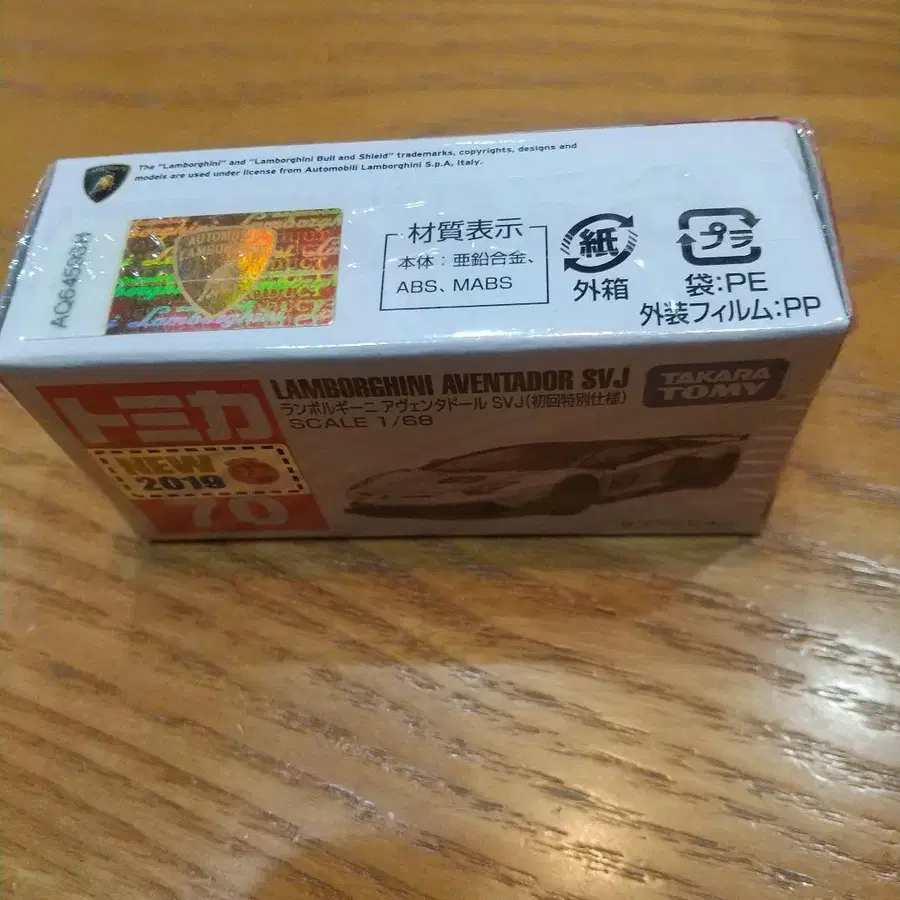 The "Lamborghini" and "Lamborghini Bull and Shield" trademarks, copyrights, designs and
models are used under license from Automobili Lamborghini S.p.A, Italy.
材質表示
本体：亜鉛合金、
ABS、MABS
紙
外箱
プラ
袋:PE
外装フィルム:PP
トミカ
NEW
2019
70
LAMBORGHINI AVENTADOR SVJ
ランボルギーニ アヴェンタドール SVJ(初回特別仕様)
SCALE 1/68
TAKARA
TOMY